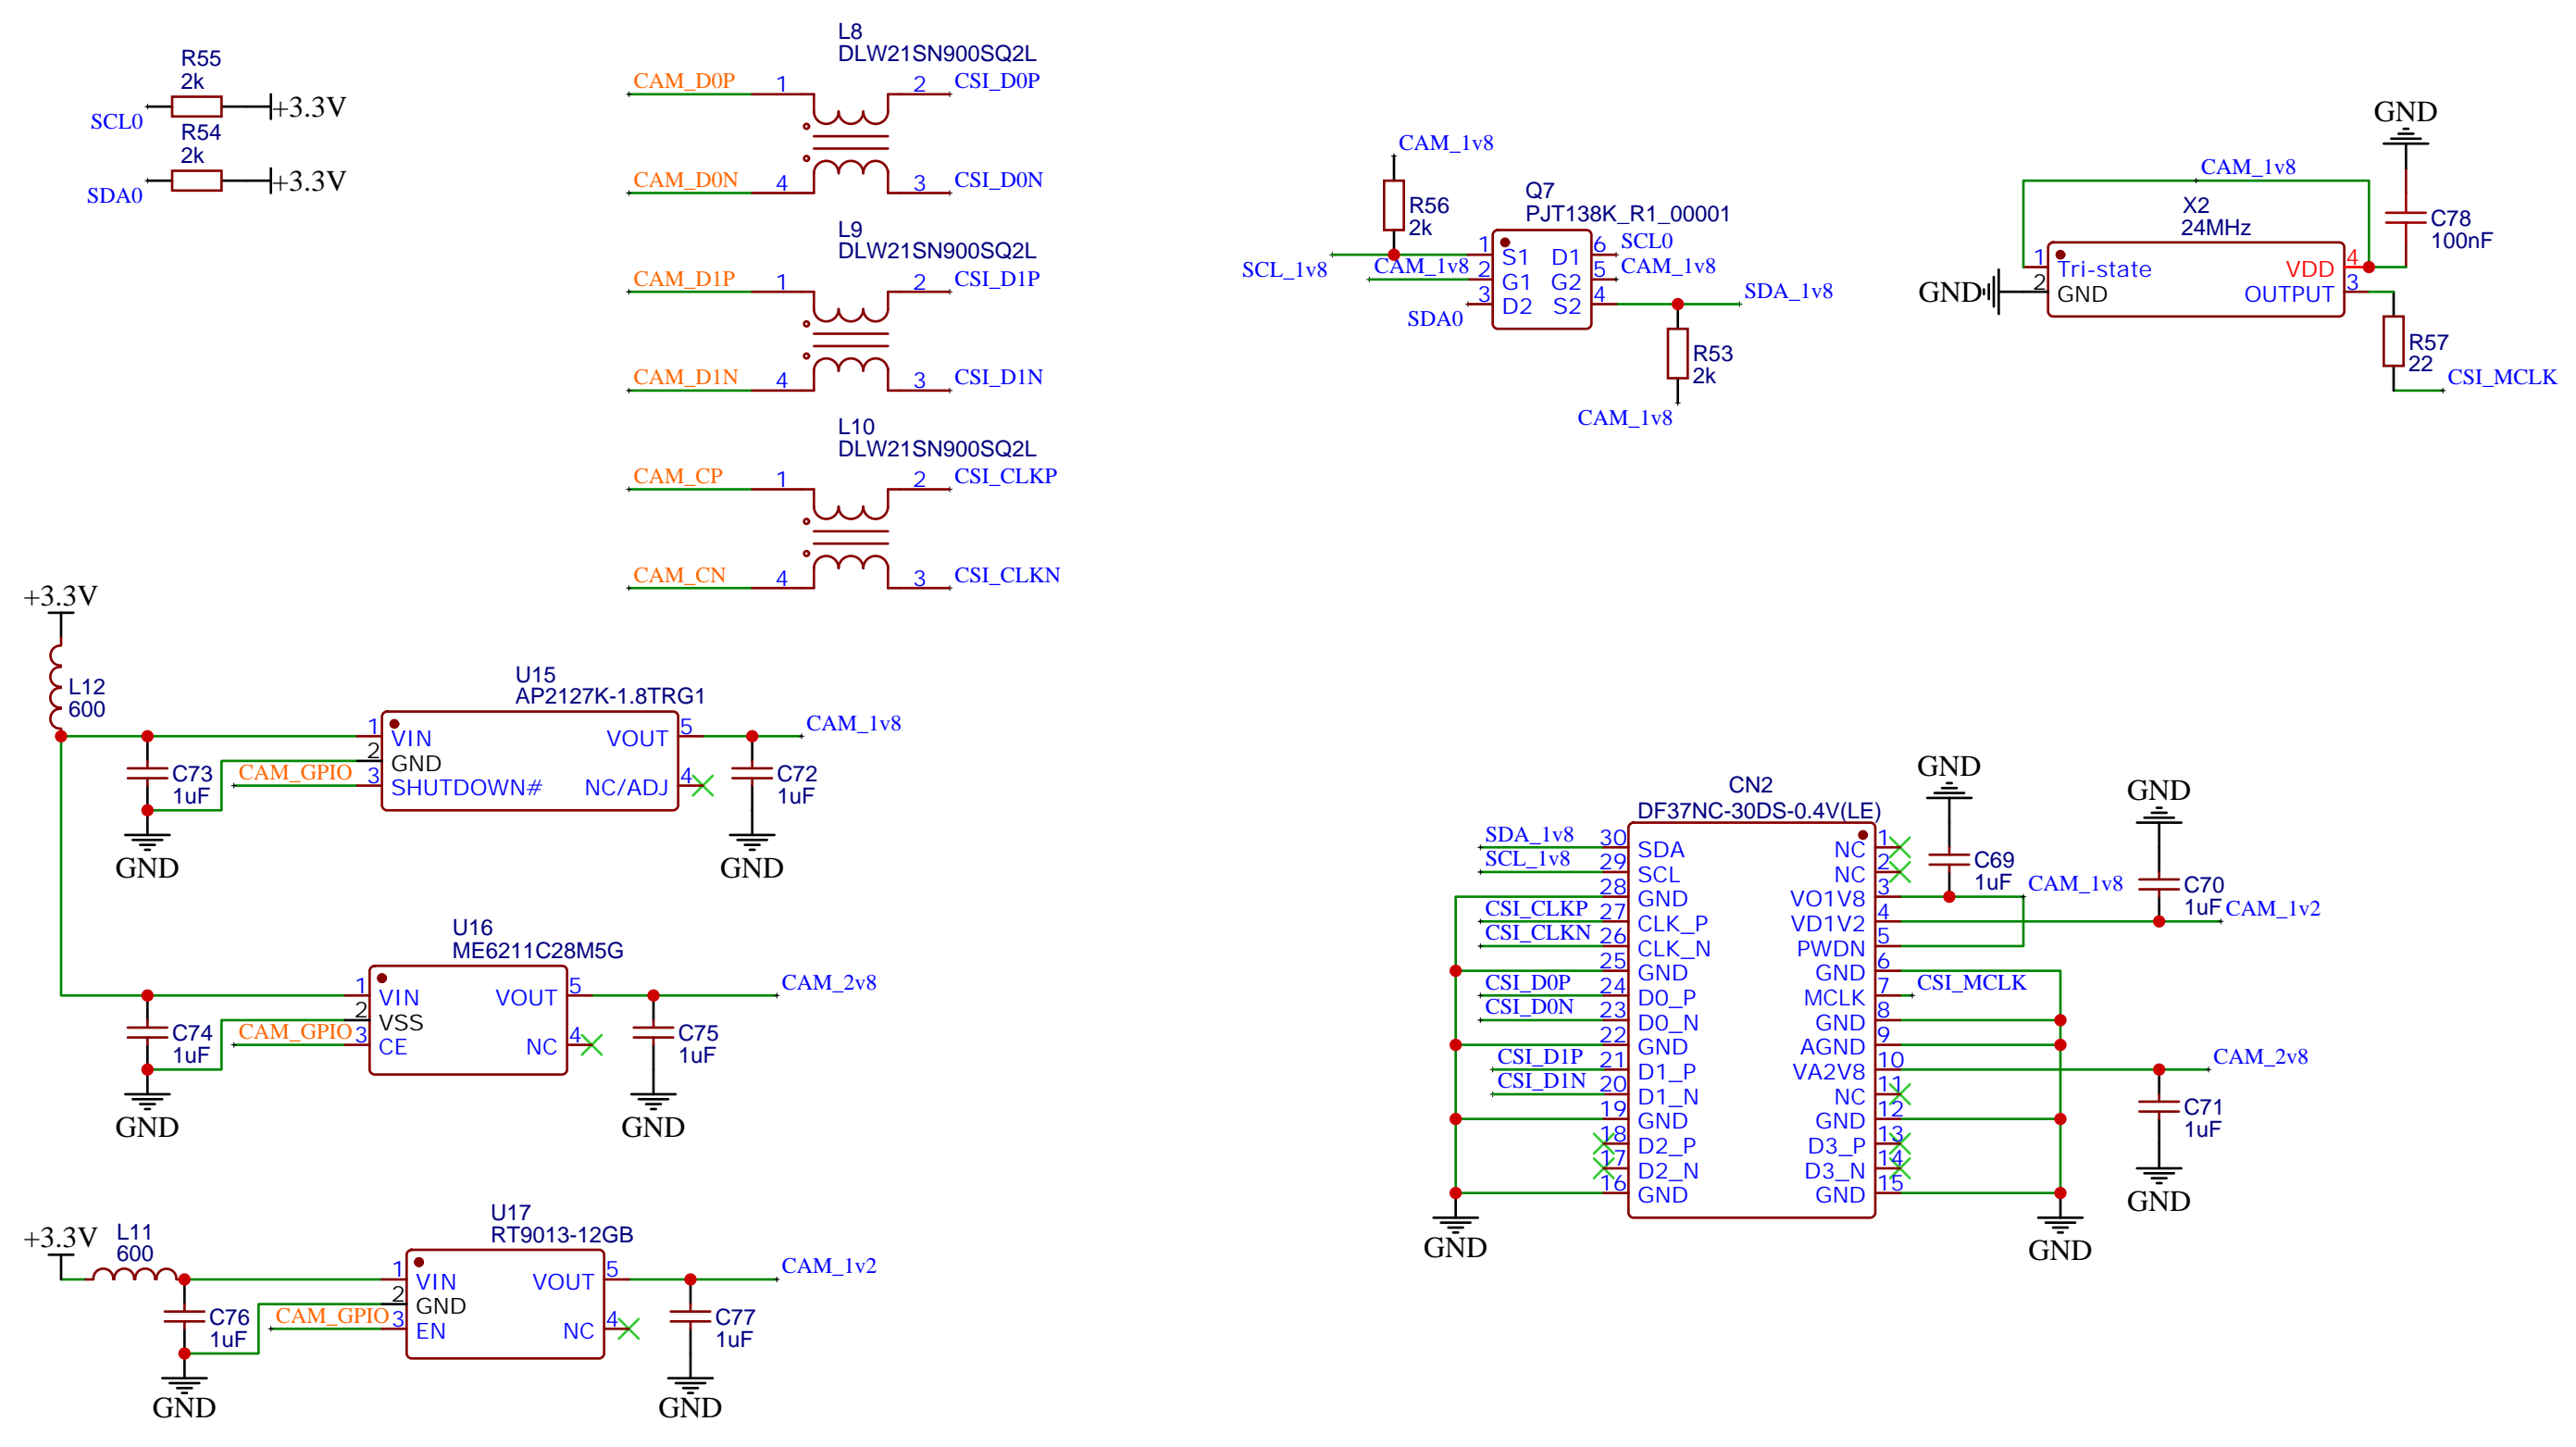 R55
2k
SCL0
+3.3V
R54
2k
SDA0
+3.3V
L8
DLW21SN900SQ2L
CAM_D0P
1
2
CSI_D0P
CAM_D0N
4
3
CSI_D0N
L9
DLW21SN900SQ2L
CAM_D1P
1
2
CSI_D1P
CAM_D1N
4
3
CSI_D1N
L10
DLW21SN900SQ2L
CAM_CP
1
2
CSI_CLKP
CAM_CN
4
3
CSI_CLKN
CAM_1v8
R56
2k
Q7
PJT138K_R1_00001
SCL_1v8
1
S1
D1
6
SCL0
CAM_1v8
2
G1
G2
5
CAM_1v8
SDA0
3
D2
S2
4
SDA_1v8
R53
2k
CAM_1v8
GND
CAM_1v8
C78
100nF
X2
24MHz
1
Tri-state
VDD
4
GND
2
GND
OUTPUT
3
R57
22
CSI_MCLK
+3.3V
L12
600
U15
AP2127K-1.8TRG1
1
VIN
VOUT
5
CAM_1v8
2
GND
CAM_GPIO
3
SHUTDOWN#
NC/ADJ
4
C73
1uF
GND
C72
1uF
GND
U16
ME6211C28M5G
1
VIN
VOUT
5
CAM_2v8
2
VSS
CAM_GPIO
3
CE
NC
4
C74
1uF
GND
C75
1uF
GND
+3.3V
L11
600
U17
RT9013-12GB
1
VIN
VOUT
5
CAM_1v2
2
GND
CAM_GPIO
3
EN
NC
4
C76
1uF
GND
C77
1uF
GND
CN2
DF37NC-30DS-0.4V(LE)
SDA_1v8
30
SDA
NC
1
SCL_1v8
29
SCL
NC
2
28
GND
VO1V8
3
CAM_1v8
CSI_CLKP
27
CLK_P
VD1V2
4
CAM_1v2
CSI_CLKN
26
CLK_N
PWDN
5
25
GND
GND
6
CSI_D0P
24
D0_P
MCLK
7
CSI_MCLK
CSI_D0N
23
D0_N
GND
8
22
GND
AGND
9
CSI_D1P
21
D1_P
VA2V8
10
CAM_2v8
CSI_D1N
20
D1_N
NC
11
19
GND
GND
12
18
D2_P
D3_P
13
17
D2_N
D3_N
14
16
GND
GND
15
GND
GND
GND
C69
1uF
GND
C70
1uF
C71
1uF
GND